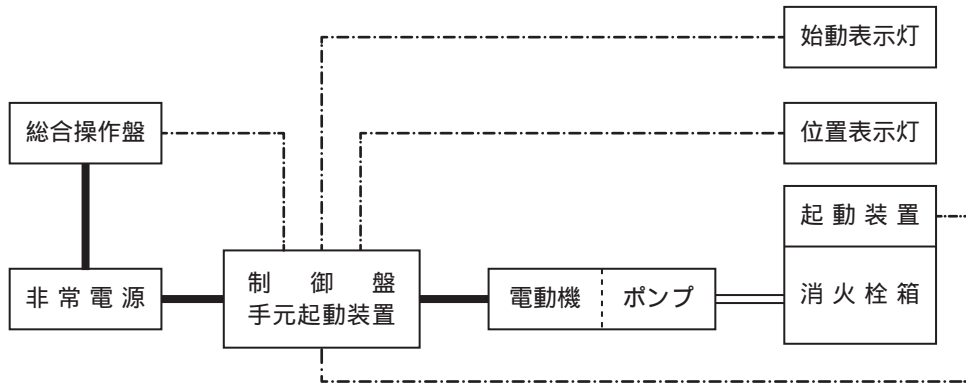 始動表示灯
総合操作盤
位置表示灯
起動装置
非常電源
制御盤
手元起動装置
電動機
ポンプ
消火栓箱